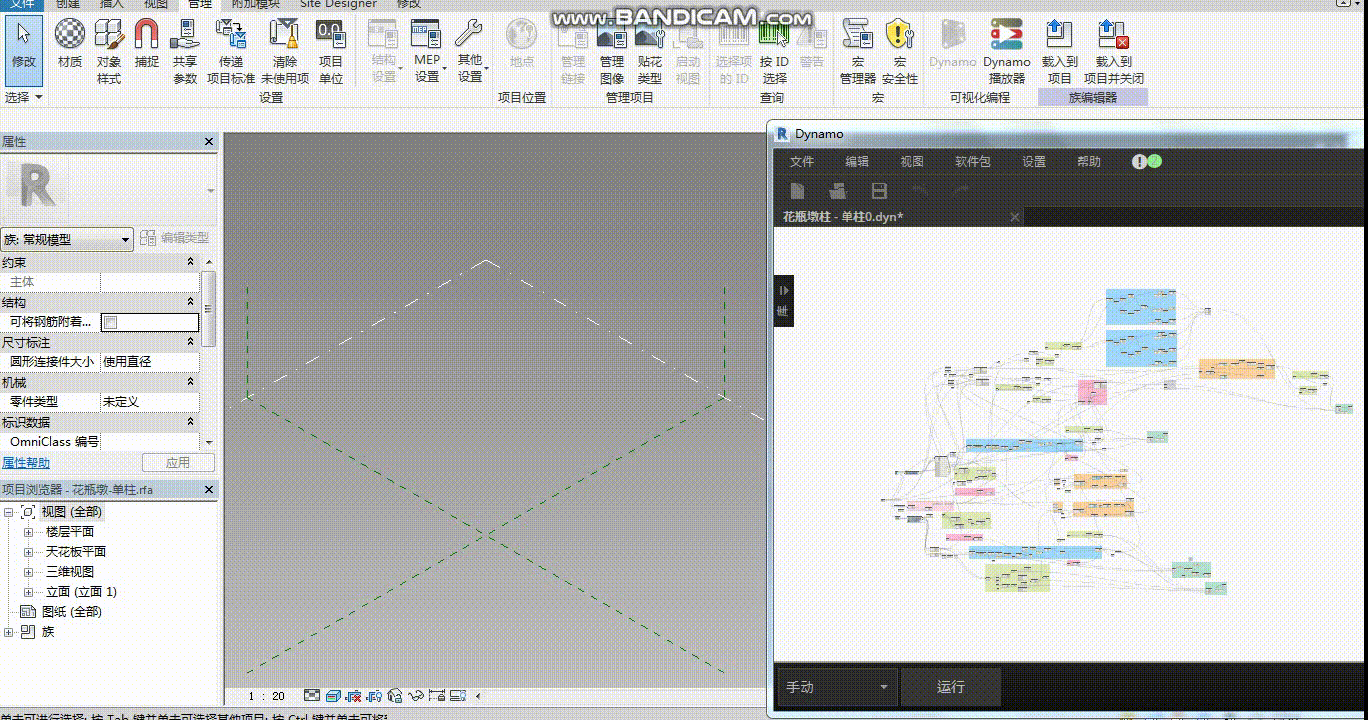 文件 创建 插入 视图 管理 附加模块 Site Designer 修改
www.BANDICAM.com
修改
材质
对象
样式
捕捉
共享
参数
传递
项目标准
清除
未使用项
项目
单位
结构
设置
MEP
设置
其他
设置
地点
管理
链接
管理
图像
贴花
类型
启动
视图
选择项
的 ID
按 ID
选择
警告
宏
管理器
宏
安全性
Dynamo
Dynamo
播放器
载入到
项目
载入到
项目并关闭
选择
设置
项目位置
管理项目
查询
宏
可视化编程
族编辑器
属性
R
族: 常规模型
编辑类型
约束
主体
结构
可将钢筋附着...
尺寸标注
圆形连接件大小 使用直径
机械
零件类型 未定义
标识数据
OmniClass 编号
属性帮助
应用
项目浏览器 - 花瓶墩-单柱.rfa
视图 (全部)
楼层平面
天花板平面
三维视图
立面 (立面 1)
图纸 (全部)
族
1 : 20
R Dynamo
文件 编辑 视图 软件包 设置 帮助
花瓶墩柱 - 单柱0.dyn*
库
手动
运行
单击可进行选择; 按 Tab 键并单击可选择其他项目; 按 Ctrl 键并单击可将